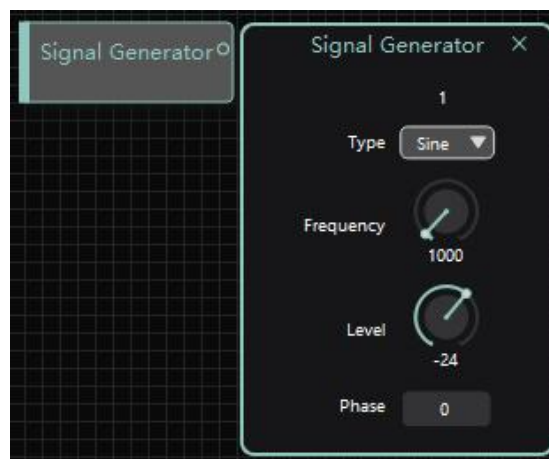 Signal Generator
Signal Generator
1
Type Sine
Frequency
1000
Level
-24
Phase 0